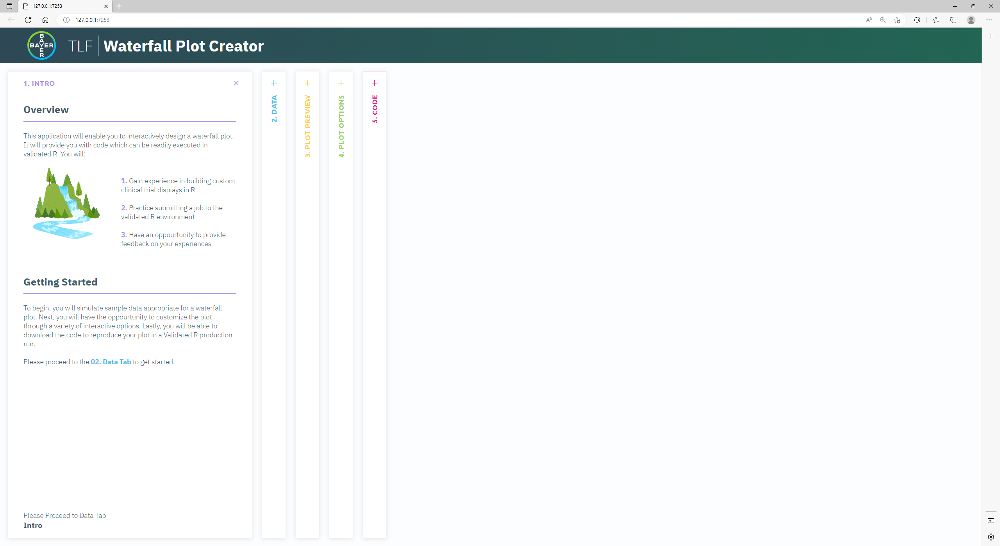 127.0.0.1:7253
127.0.0.1:7253
BAYER
BAYER
TLF
Waterfall Plot Creator
1. INTRO
Overview
This application will enable you to interactively design a waterfall plot.
It will provide you with code which can be readily executed in
validated R. You will:
1. Gain experience in building custom
clinical trial displays in R
2. Practice submitting a job to the
validated R environment
3. Have an oppourtunity to provide
feedback on your experiences
Getting Started
To begin, you will simulate sample data appropriate for a waterfall
plot. Next, you will have the oppourtunity to customize the plot
through a variety of interactive options. Lastly, you will be able to
download the code to reproduce your plot in a Validated R production
run.
Please proceed to the 02. Data Tab to get started.
Please Proceed to Data Tab
Intro
2. DATA
3. PLOT PREVIEW
4. PLOT OPTIONS
5. CODE